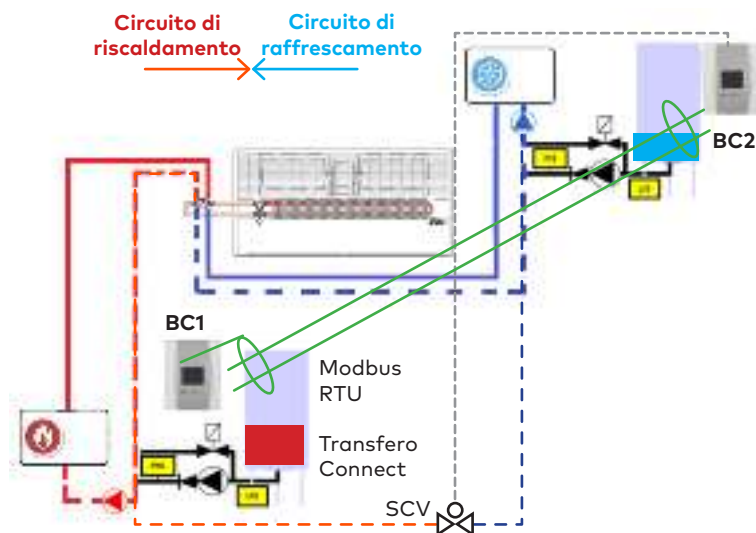 Circuito di
riscaldamento
Circuito di
raffrescamento
BC2
BC1
Modbus
RTU
Transfero
Connect
SCV